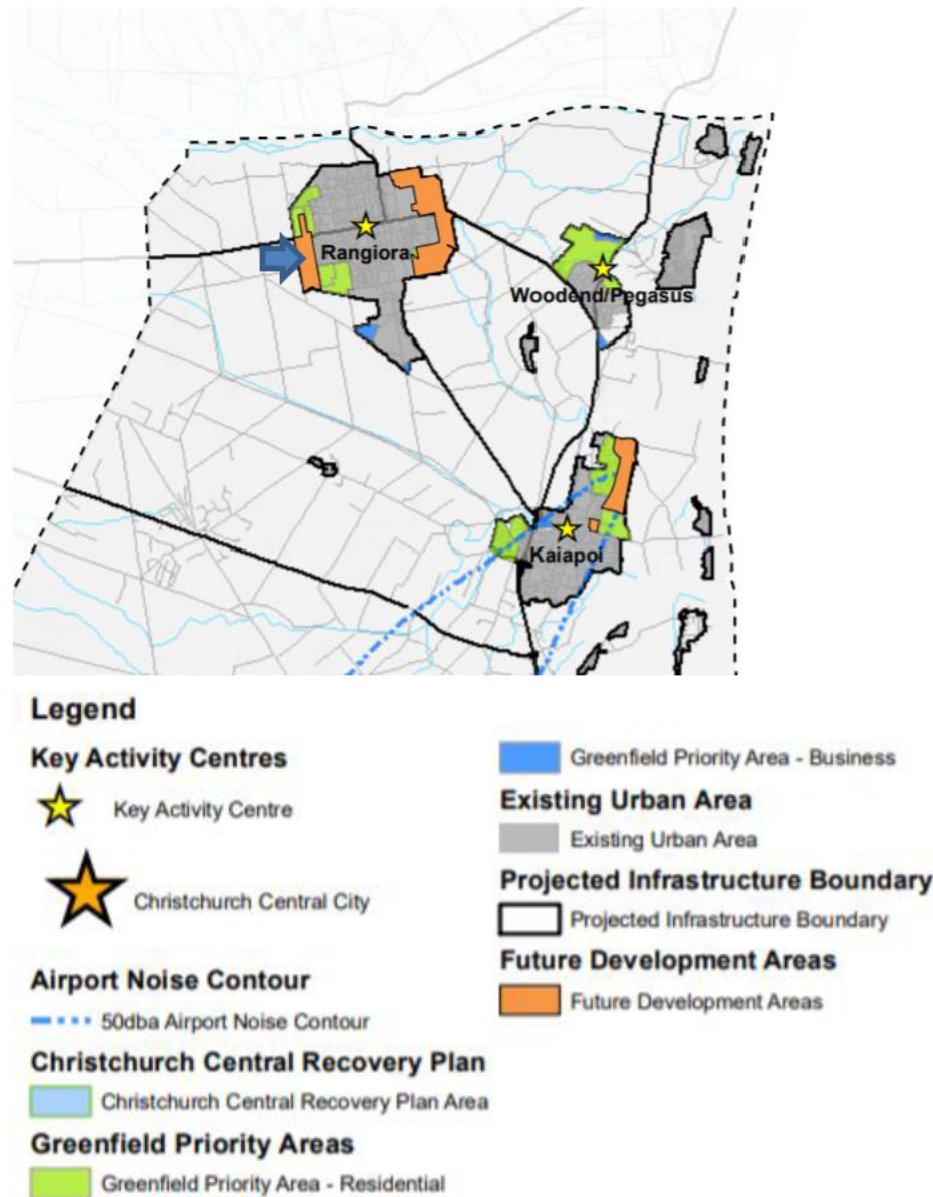 Rangiora
Woodend/Pegasus
Kaiapoi
Legend
Key Activity Centres
Key Activity Centre
Christchurch Central City
Airport Noise Contour
50dba Airport Noise Contour
Christchurch Central Recovery Plan
Christchurch Central Recovery Plan Area
Greenfield Priority Areas
Greenfield Priority Area - Residential
Greenfield Priority Area - Business
Existing Urban Area
Existing Urban Area
Projected Infrastructure Boundary
Projected Infrastructure Boundary
Future Development Areas
Future Development Areas